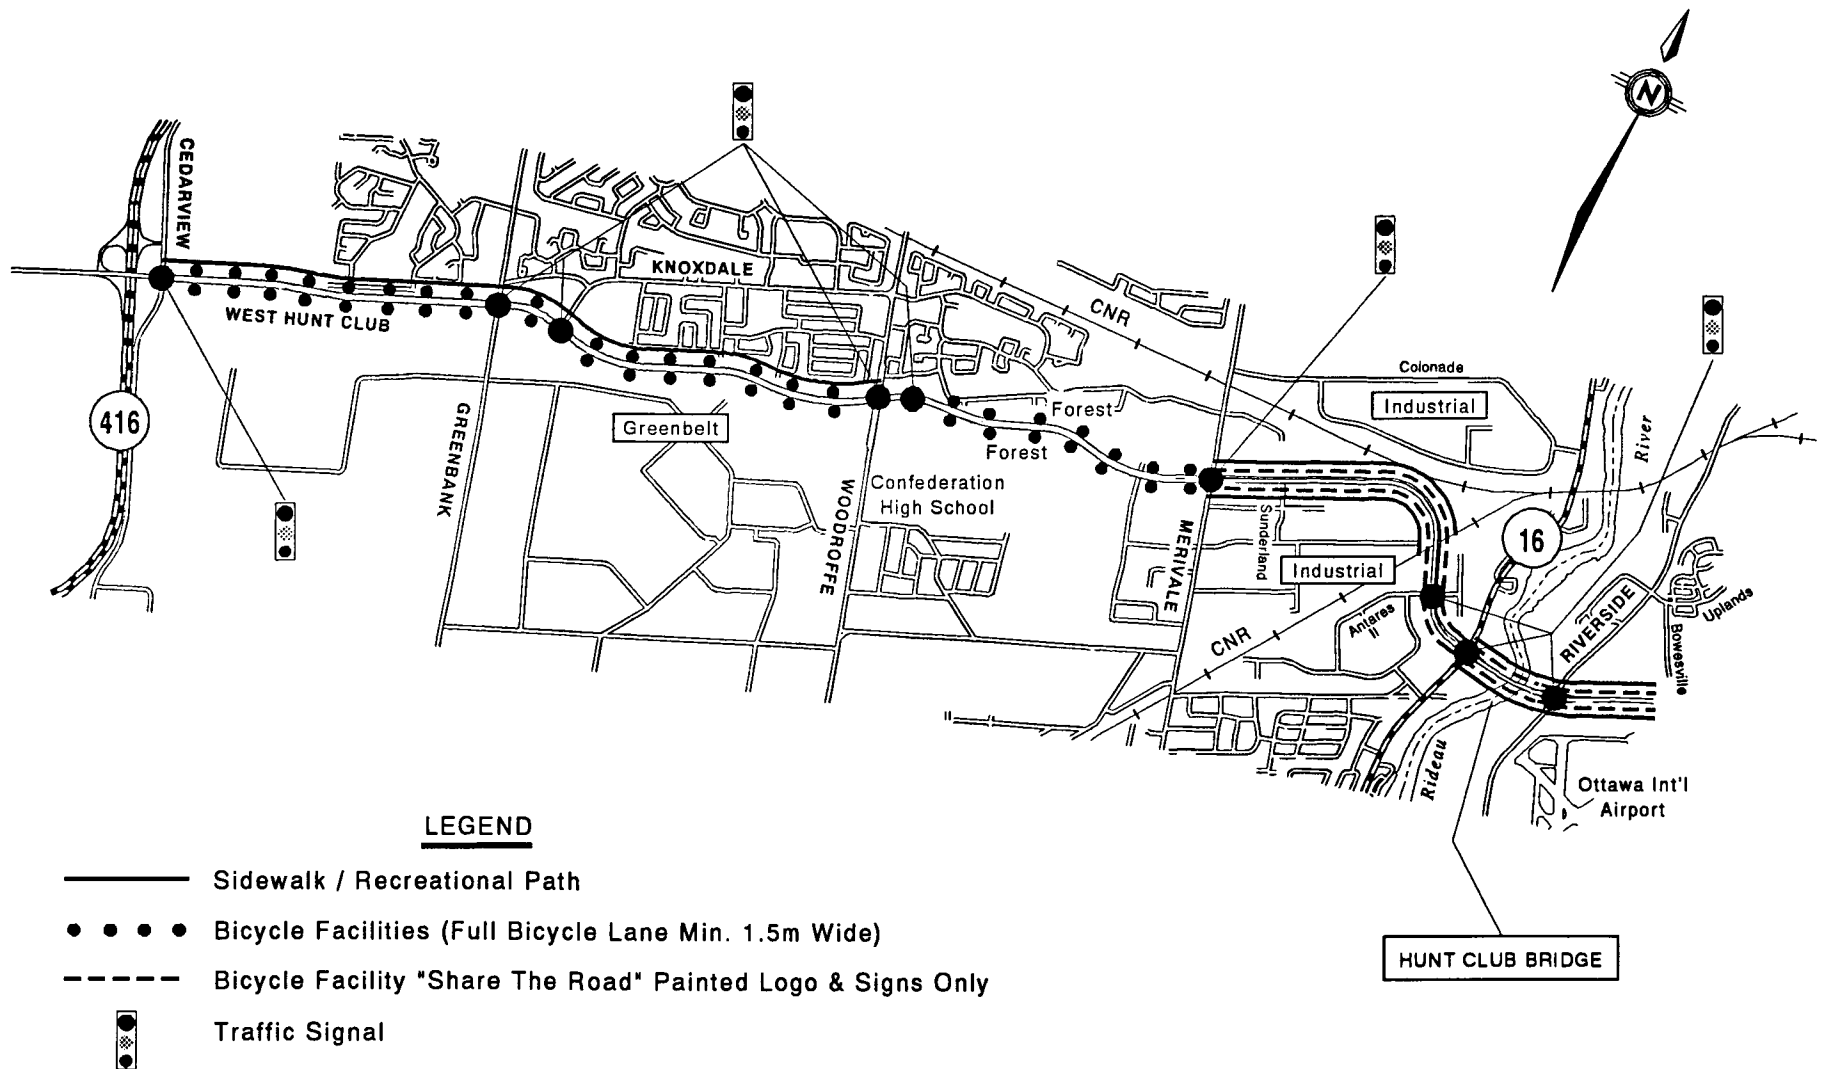 N
CEDARVIEW
KNOXDALE
WEST HUNT CLUB
CNR
Colonade
Industrial
416
GREENBANK
Greenbelt
Forest
Forest
River
Confederation
High School
WOODROFFE
MERIVALE
Sunderland
Industrial
16
Antares
II
CNR
RIVERSIDE
Uplands
Bowesville
Rideau
Ottawa Int'l
Airport
HUNT CLUB BRIDGE
LEGEND
Sidewalk / Recreational Path
Bicycle Facilities (Full Bicycle Lane Min. 1.5m Wide)
Bicycle Facility "Share The Road" Painted Logo & Signs Only
Traffic Signal